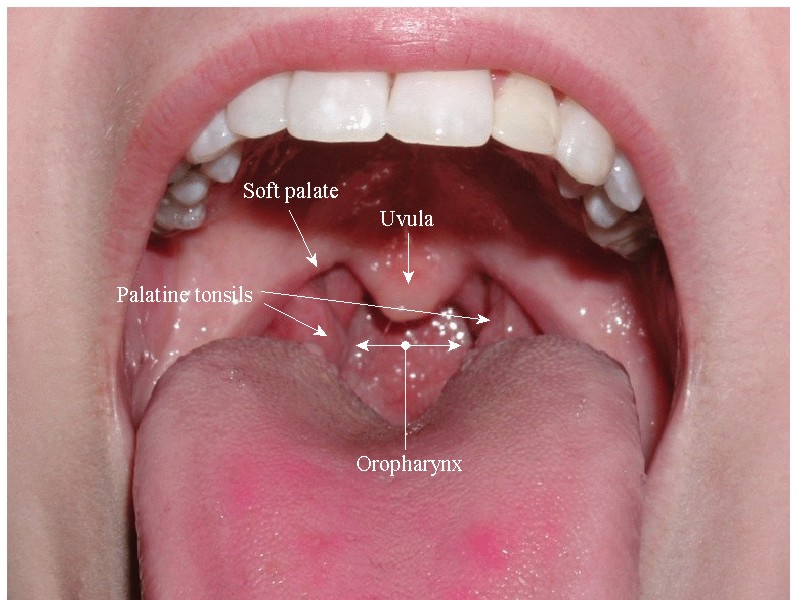 Soft palate
Uvula
Palatine tonsils
Oropharynx